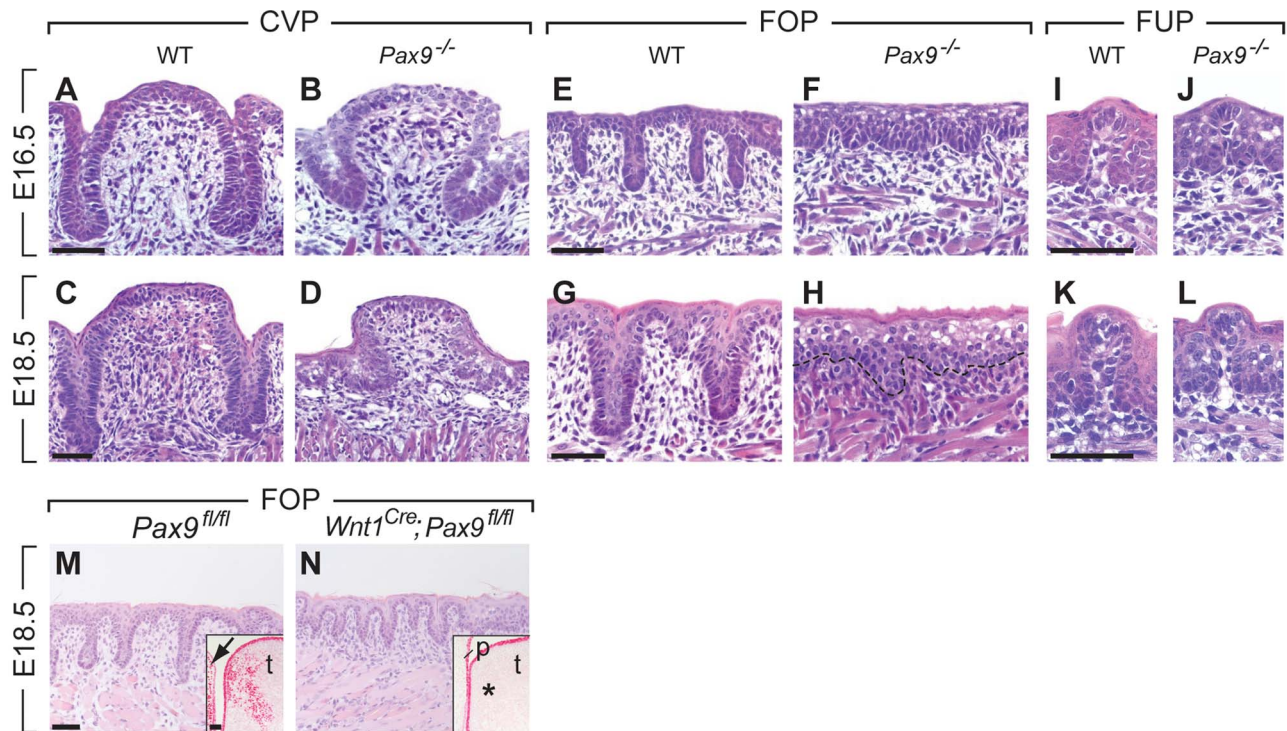 CVP FOP FUP
WT Pax9-/- WT Pax9-/- WT Pax9-/-
E16.5
A B E F I J
E18.5
C D G H K L
FOP
Pax9fl/fl Wnt1Cre; Pax9fl/fl
E18.5
M N
t p t
*